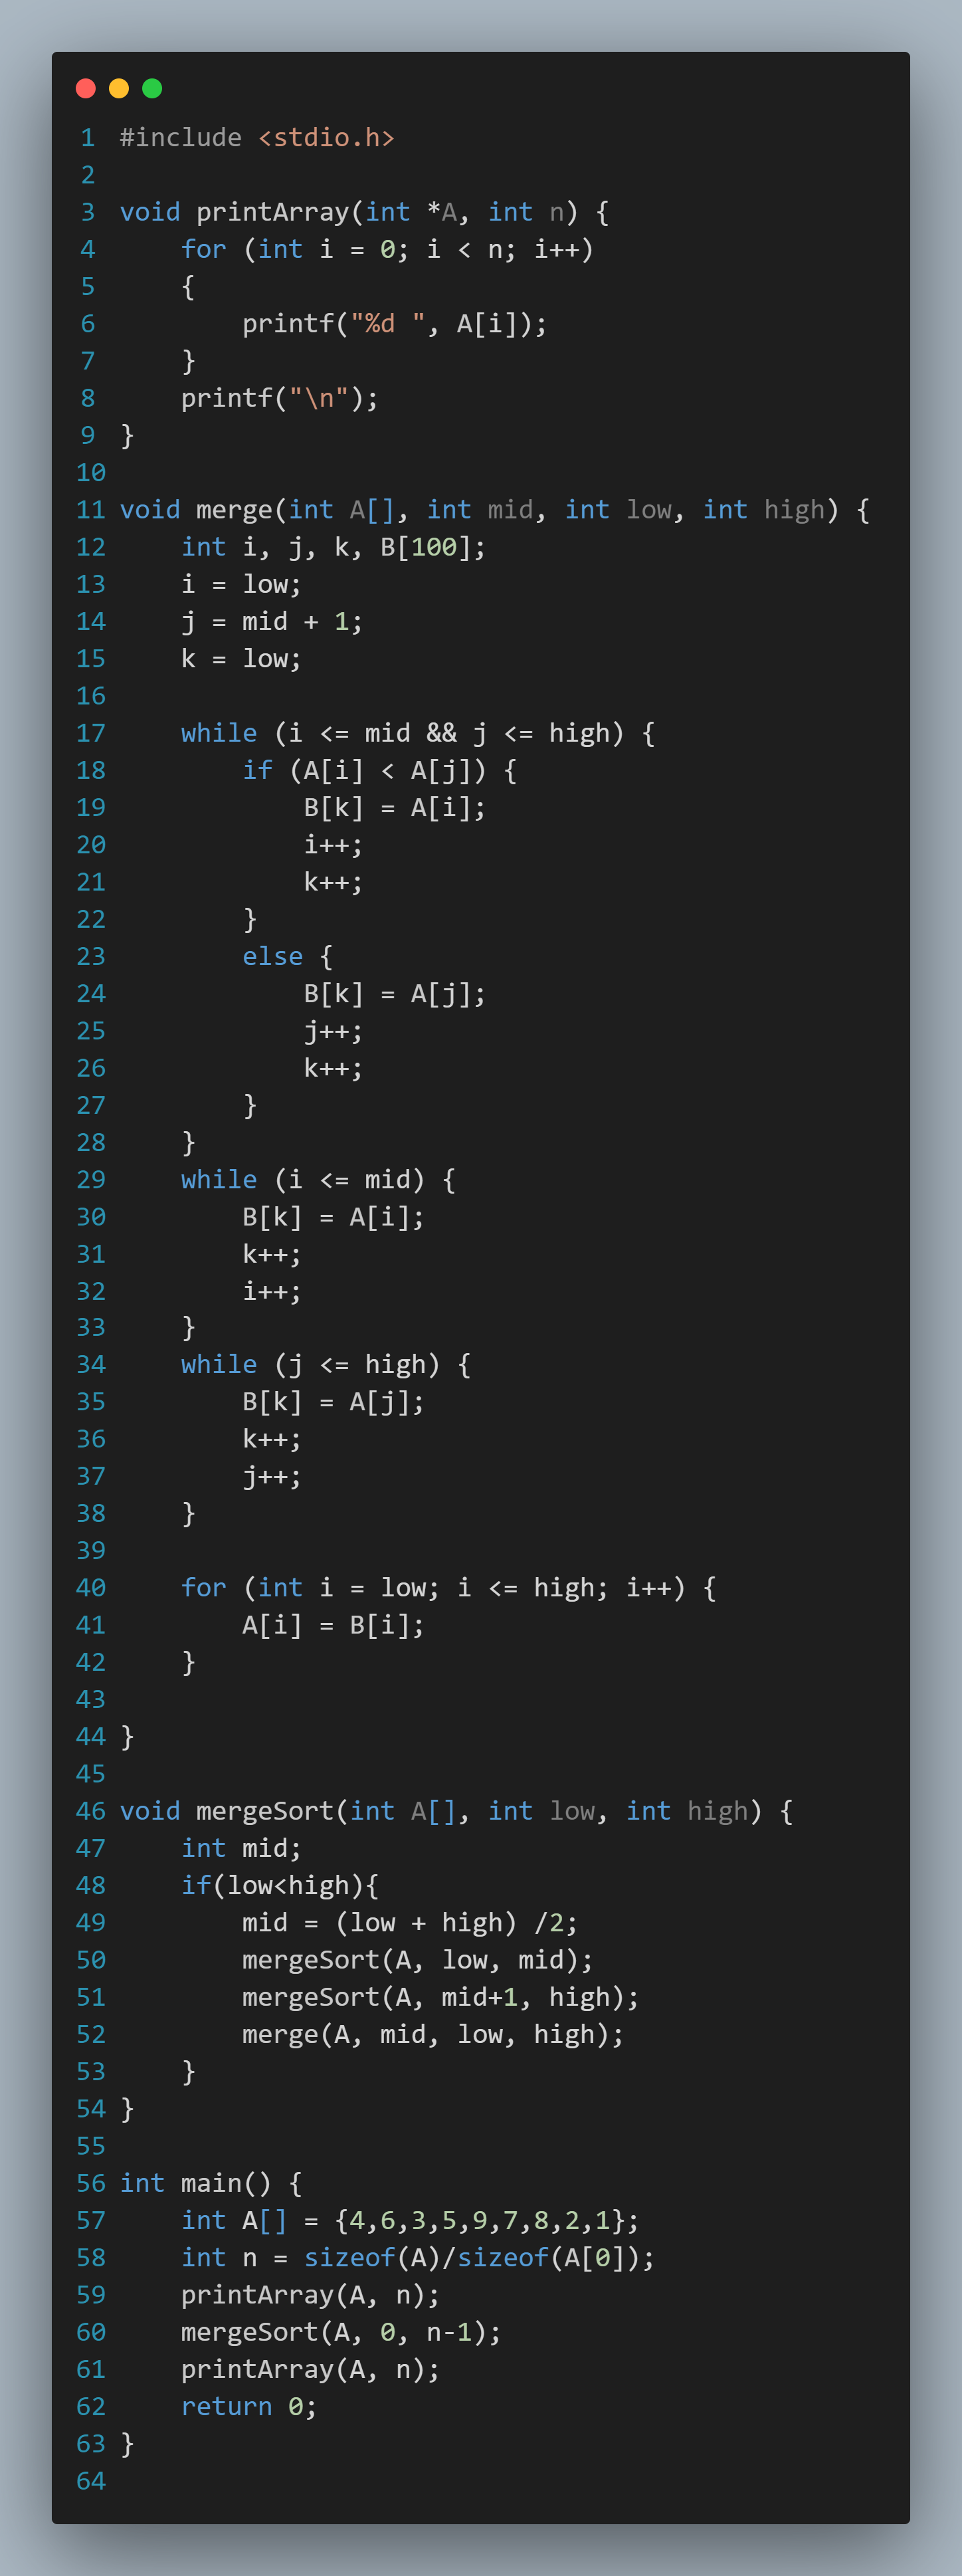 1 #include <stdio.h>
2
3 void printArray(int *A, int n) {
4     for (int i = 0; i < n; i++)
5     {
6         printf("%d ", A[i]);
7     }
8     printf("\n");
9 }
10
11 void merge(int A[], int mid, int low, int high) {
12     int i, j, k, B[100];
13     i = low;
14     j = mid + 1;
15     k = low;
16
17     while (i <= mid && j <= high) {
18         if (A[i] < A[j]) {
19             B[k] = A[i];
20             i++;
21             k++;
22         }
23         else {
24             B[k] = A[j];
25             j++;
26             k++;
27         }
28     }
29     while (i <= mid) {
30         B[k] = A[i];
31         k++;
32         i++;
33     }
34     while (j <= high) {
35         B[k] = A[j];
36         k++;
37         j++;
38     }
39
40     for (int i = low; i <= high; i++) {
41         A[i] = B[i];
42     }
43
44 }
45
46 void mergeSort(int A[], int low, int high) {
47     int mid;
48     if(low<high){
49         mid = (low + high) /2;
50         mergeSort(A, low, mid);
51         mergeSort(A, mid+1, high);
52         merge(A, mid, low, high);
53     }
54 }
55
56 int main() {
57     int A[] = {4,6,3,5,9,7,8,2,1};
58     int n = sizeof(A)/sizeof(A[0]);
59     printArray(A, n);
60     mergeSort(A, 0, n-1);
61     printArray(A, n);
62     return 0;
63 }
64